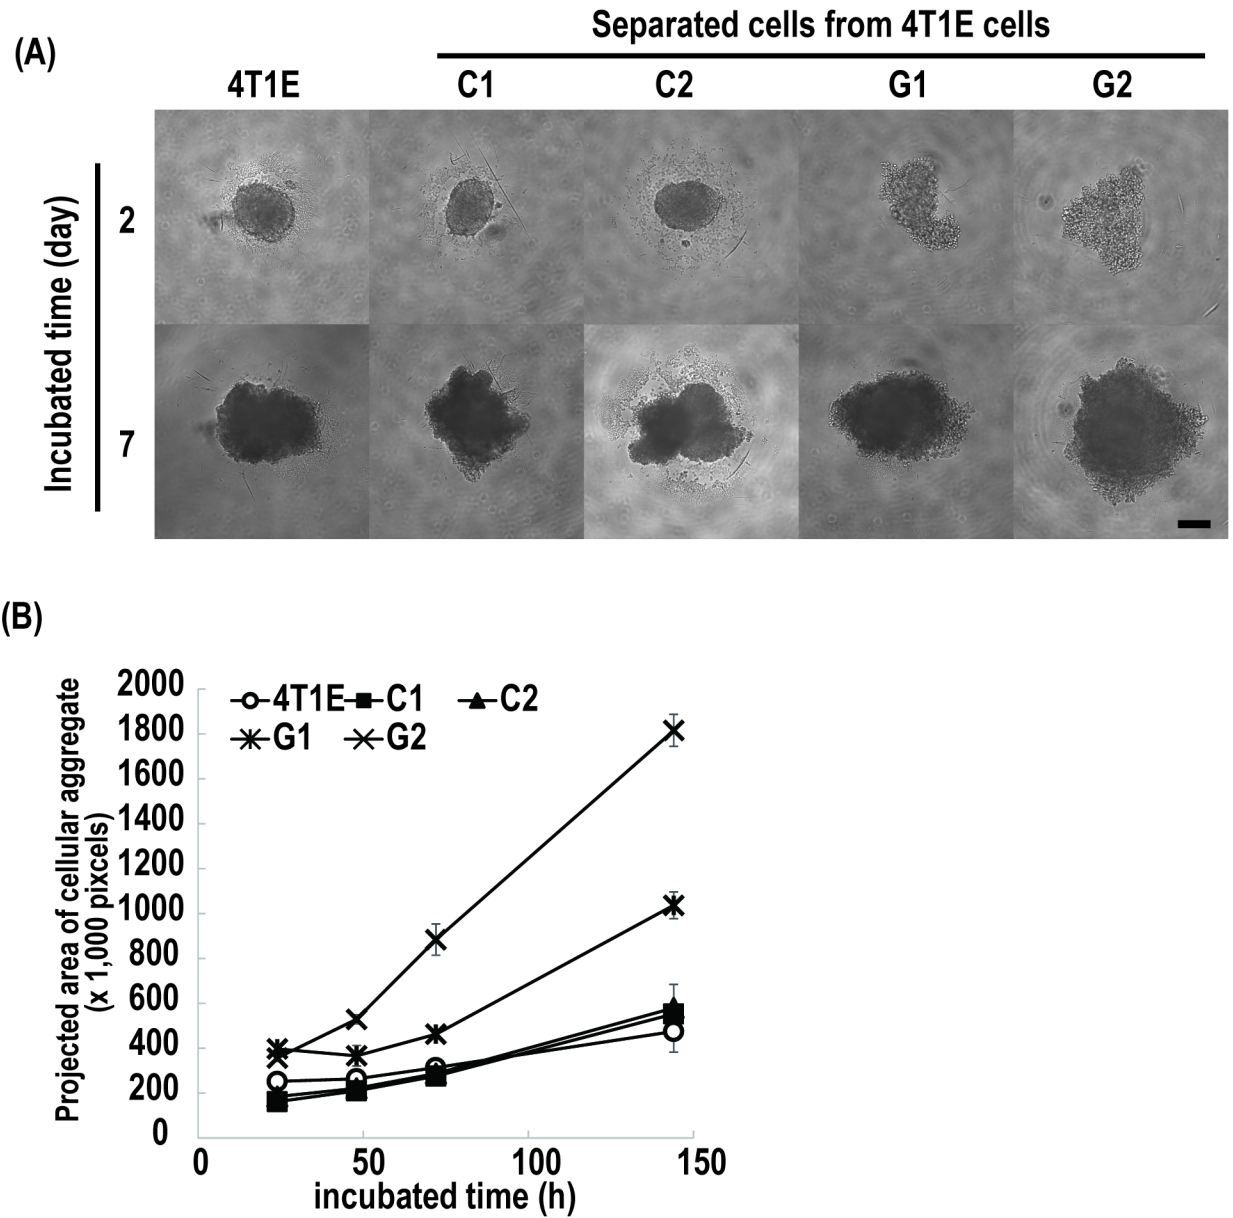 (A)
Separated cells from 4T1E cells
4T1E C1 C2 G1 G2
Incubated time (day)
2
7
(B)
Projected area of cellular aggregate
(x 1,000 pixcels)
2000
1800
1600
1400
1200
1000
800
600
400
200
0
4T1E C1 C2
G1 G2
0 50 100 150
incubated time (h)